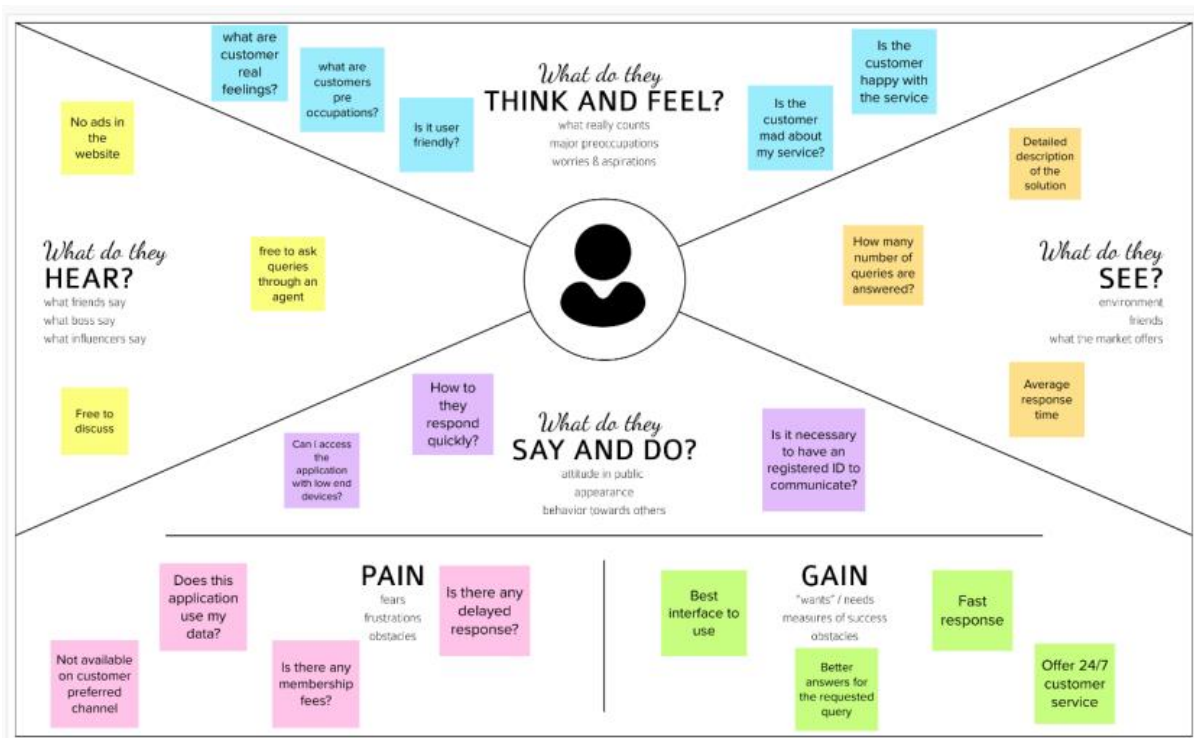 what are
customer
real
feelings?
what are
customers
pre
occupations?
Is it user
friendly?
What do they
THINK AND FEEL?
what really counts
major preoccupations
worries & aspirations
Is the
customer
mad about
my service?
Is the
customer
happy with
the service
No ads in
the
website
What do they
HEAR?
what friends say
what boss say
what influencers say
free to ask
queries
through an
agent
Free to
discuss
Detailed
description
of the
solution
How many
number of
queries are
answered?
What do they
SEE?
environment
friends
what the market offers
Average
response
time
Can I access
the
application
with low end
devices?
How to
they
respond
quickly?
What do they
SAY AND DO?
attitude in public
appearance
behavior towards others
Is it necessary
to have an
registered ID to
communicate?
PAIN
fears
frustrations
obstacles
Does this
application
use my
data?
Is there any
delayed
response?
Not available
on customer
preferred
channel
Is there any
membership
fees?
GAIN
"wants" / needs
measures of success
obstacles
Best
interface to
use
Fast
response
Better
answers for
the requested
query
Offer 24/7
customer
service